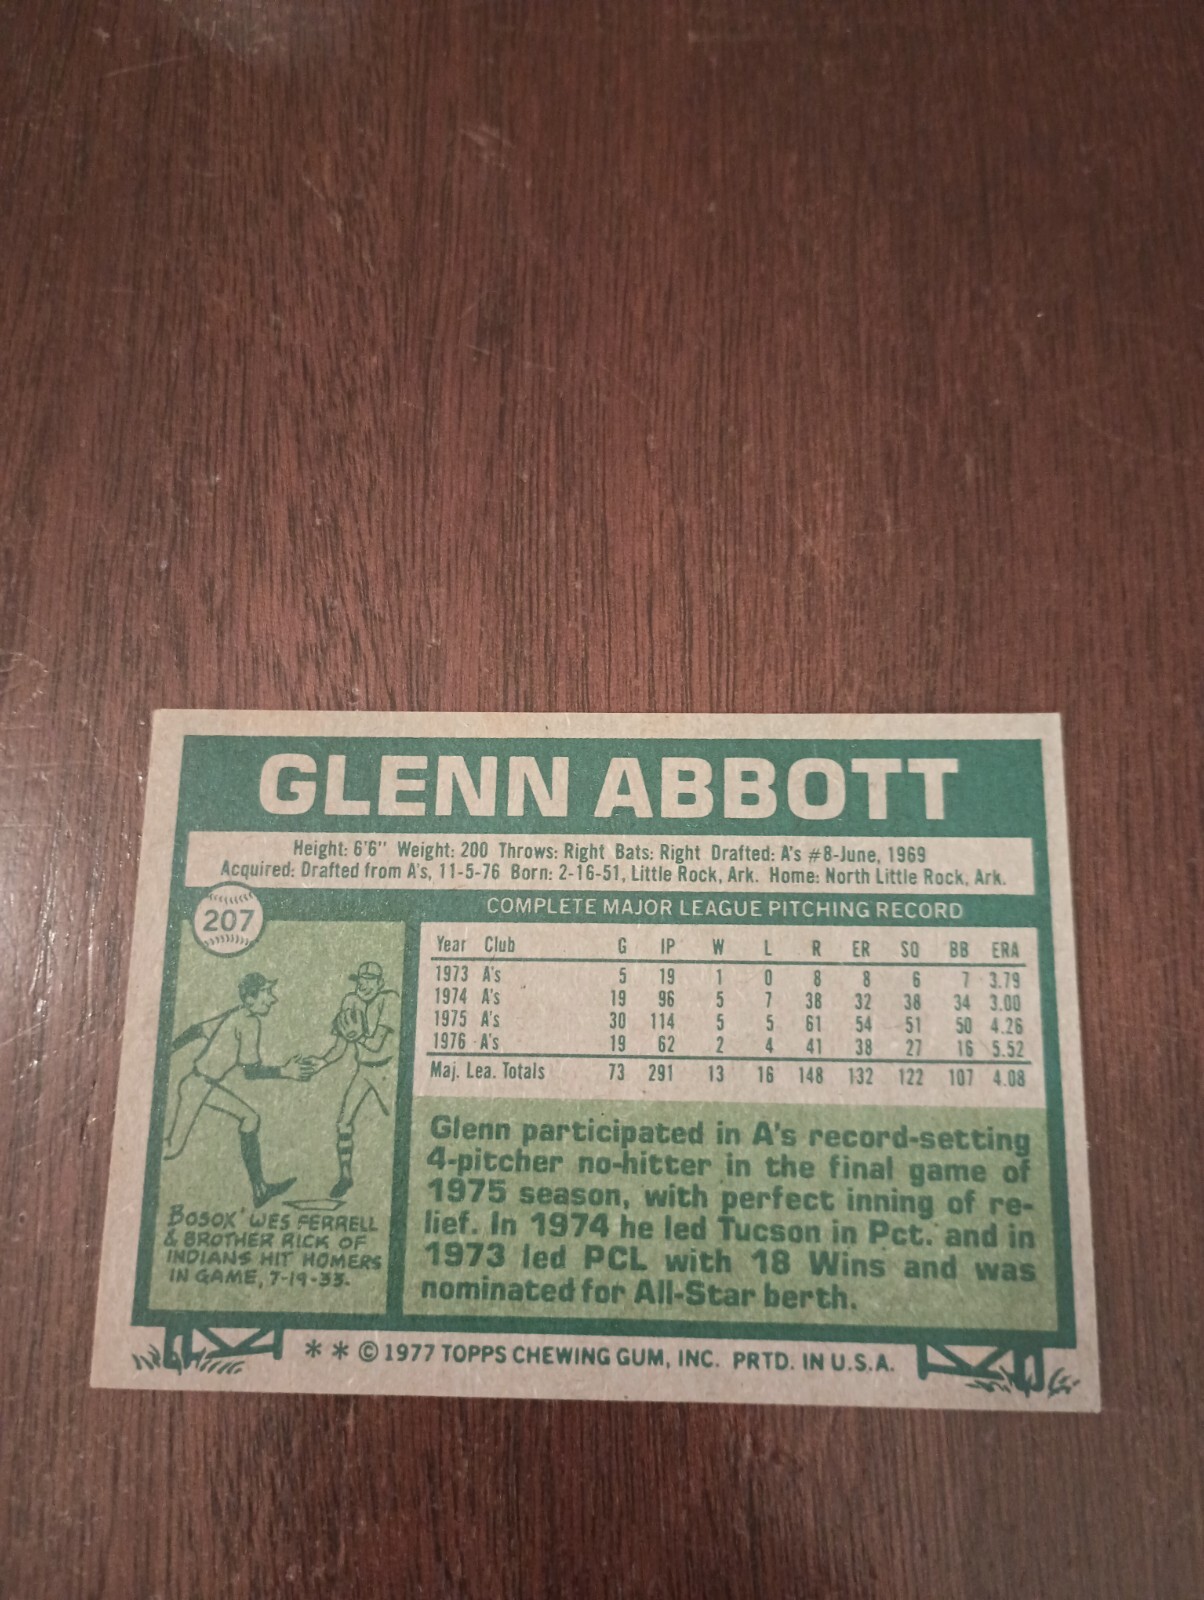 GLENN ABBOTT
Height: 6'6" Weight: 200 Throws: Right Bats: Right Drafted: A's #8-June, 1969
Acquired: Drafted from A's, 11-5-76 Born: 2-16-51, Little Rock, Ark. Home: North Little Rock, Ark.
207
COMPLETE MAJOR LEAGUE PITCHING RECORD
Year Club G IP W L R ER SO BB ERA
1973 A's 5 19 1 0 8 8 6 7 3.79
1974 A's 19 96 5 7 38 32 38 34 3.00
1975 A's 30 114 5 5 61 54 51 50 4.26
1976 A's 19 62 2 4 41 38 27 16 5.52
Maj. Lea. Totals 73 291 13 16 148 132 122 107 4.08
BOSOX' WES FERRELL
& BROTHER RICK OF
INDIANS HIT HOMERS
IN GAME, 7-19-33.
Glenn participated in A's record-setting
4-pitcher no-hitter in the final game of
1975 season, with perfect inning of re-
lief. In 1974 he led Tucson in Pct. and in
1973 led PCL with 18 Wins and was
nominated for All-Star berth.
** © 1977 TOPPS CHEWING GUM, INC. PRTD. IN U.S.A.